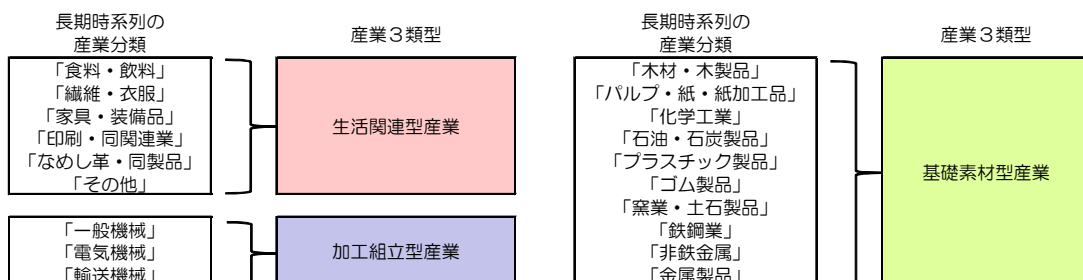 長期時系列の
産業分類
産業３類型
「食料・飲料」
「繊維・衣服」
「家具・装備品」
「印刷・同関連業」
「なめし革・同製品」
「その他」
生活関連型産業
「一般機械」
「電気機械」
「輸送機械」
加工組立型産業
長期時系列の
産業分類
産業３類型
「木材・木製品」
「パルプ・紙・紙加工品」
「化学工業」
「石油・石炭製品」
「プラスチック製品」
「ゴム製品」
「窯業・土石製品」
「鉄鋼業」
「非鉄金属」
「金属製品」
基礎素材型産業